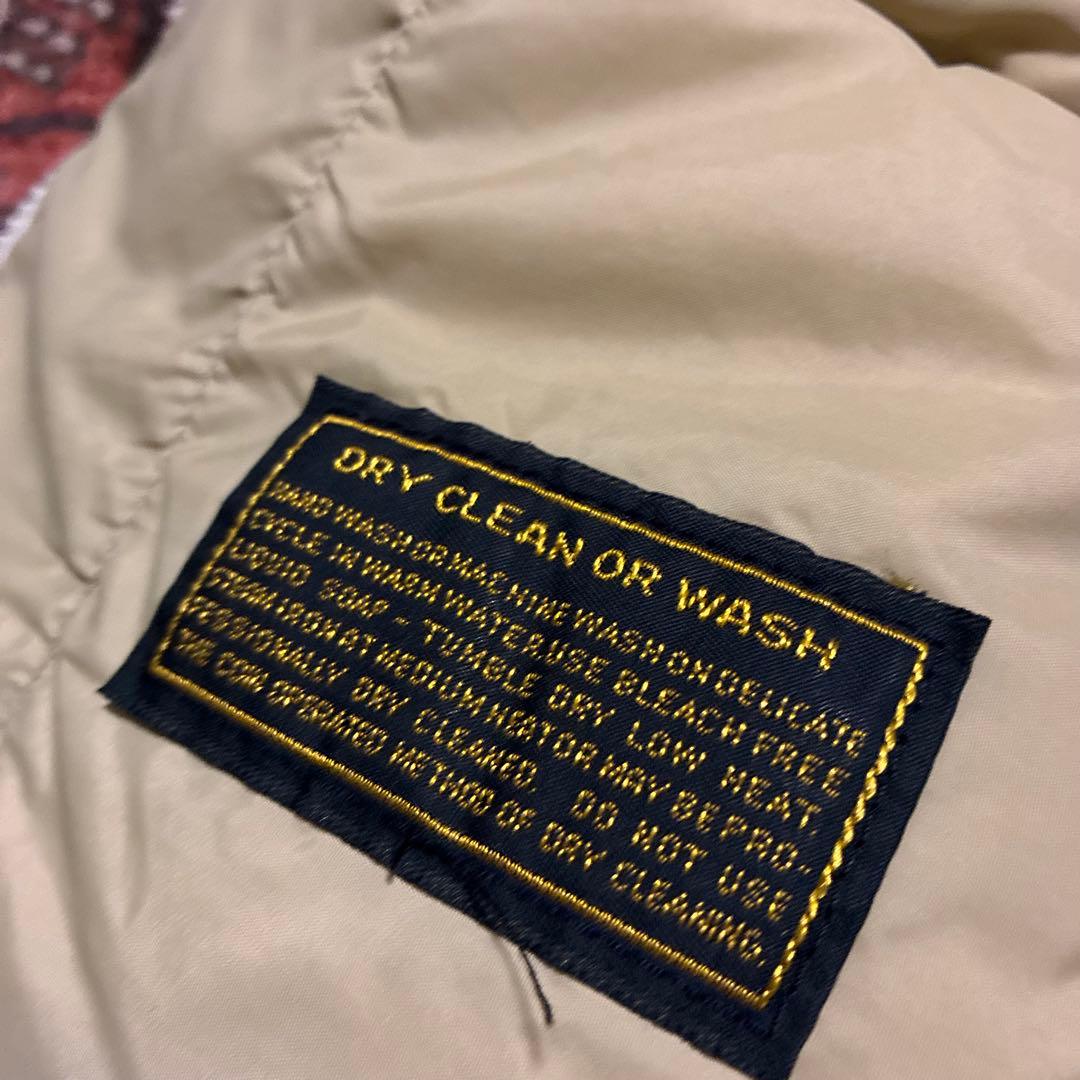 DRY CLEAN OR WASH
HAND WASH OR MACHINE WASH ON DELICATE
CYCLE IN WARM WATER.USE BLEACH FREE
LIQUID SOAP - TUMBLE DRY LOW HEAT.
STEAM IRON AT MEDIUM HEAT OR MAY BE PRO-
FESSIONALLY DRY CLEANED. DO NOT USE
THE COIN OPERATED METHOD OF DRY CLEANING.